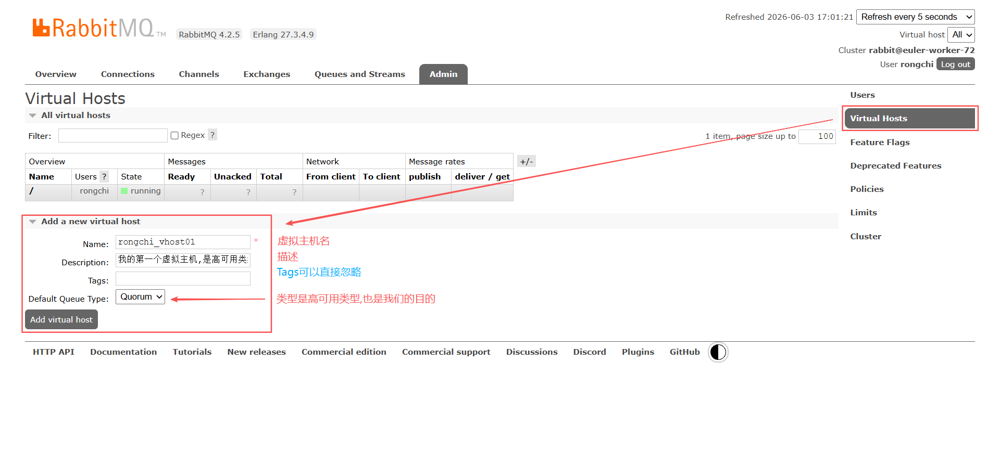 RabbitMQ TM RabbitMQ 4.2.5 Erlang 27.3.4.9
Refreshed 2026-06-03 17:01:21 Refresh every 5 seconds
Virtual host All
Cluster rabbit@euler-worker-72
User rongchi Log out
Overview Connections Channels Exchanges Queues and Streams Admin
Virtual Hosts
All virtual hosts
Filter: Regex ?
1 item, page size up to 100
Overview Messages Network Message rates +/-
Name Users ? State Ready Unacked Total From client To client publish deliver / get
/ rongchi running ? ? ?
Add a new virtual host
Name: rongchi_vhost01 * 虚拟主机名
Description: 我的第一个虚拟主机,是高可用类 描述
Tags: Tags可以直接忽略
Default Queue Type: Quorum 类型是高可用类型,也是我们的目的
Add virtual host
Users
Virtual Hosts
Feature Flags
Deprecated Features
Policies
Limits
Cluster
HTTP API Documentation Tutorials New releases Commercial edition Commercial support Discussions Discord Plugins GitHub